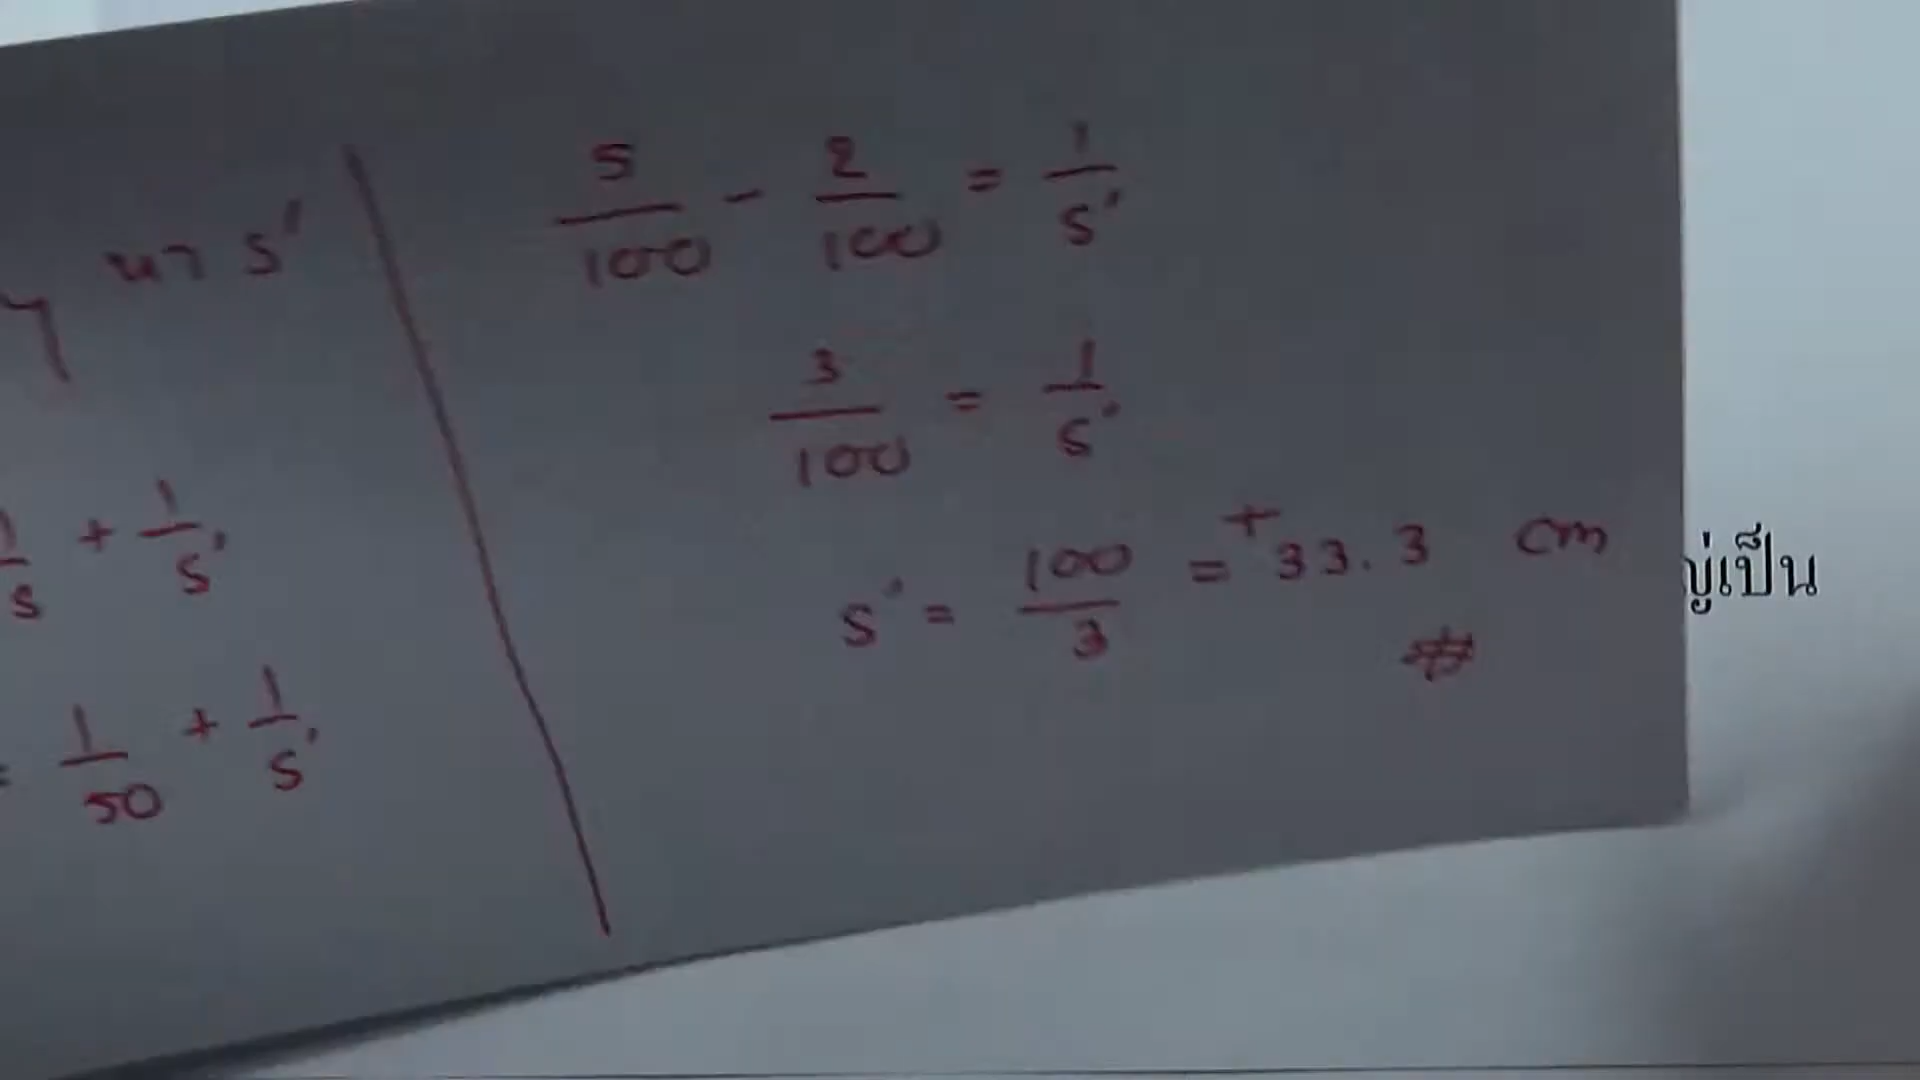 หา s'
1/s + 1/s'
= 1/50 + 1/s'
5/100 - 2/100 = 1/s'
3/100 = 1/s'
s' = 100/3 = +33.3 cm
#
ญ่เป็น